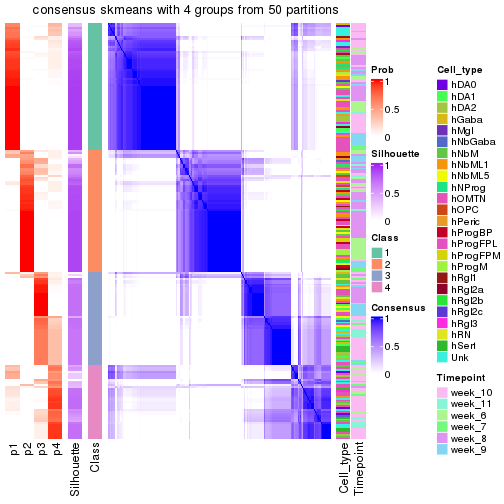 consensus skmeans with 4 groups from 50 partitions
Prob
1
0.5
0
Silhouette
1
0.5
0
Class
1
2
3
4
Consensus
1
0.5
0
Cell_type
hDA0
hDA1
hDA2
hGaba
hMgl
hNbGaba
hNbM
hNbML1
hNbML5
hNProg
hOMTN
hOPC
hPeric
hProgBP
hProgFPL
hProgFPM
hProgM
hRgl1
hRgl2a
hRgl2b
hRgl2c
hRgl3
hRN
hSert
Unk
Timepoint
week_10
week_11
week_6
week_7
week_8
week_9
p1
p2
p3
p4
Silhouette
Class
Cell_type
Timepoint